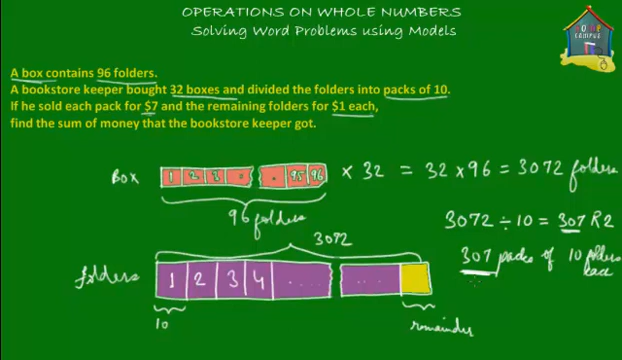 OPERATIONS ON WHOLE NUMBERS
Solving Word Problems using Models
HOME
CAMPUS
A box contains 96 folders.
A bookstore keeper bought 32 boxes and divided the folders into packs of 10.
If he sold each pack for $7 and the remaining folders for $1 each,
find the sum of money that the bookstore keeper got.
Box 1 2 3 . . 95 96 × 32 = 32 × 96 = 3072 folders
96 folders
3072 ÷ 10 = 307 R2
3072
307 packs of 10 folders
each
folders 1 2 3 4 .... ...
10
remainder